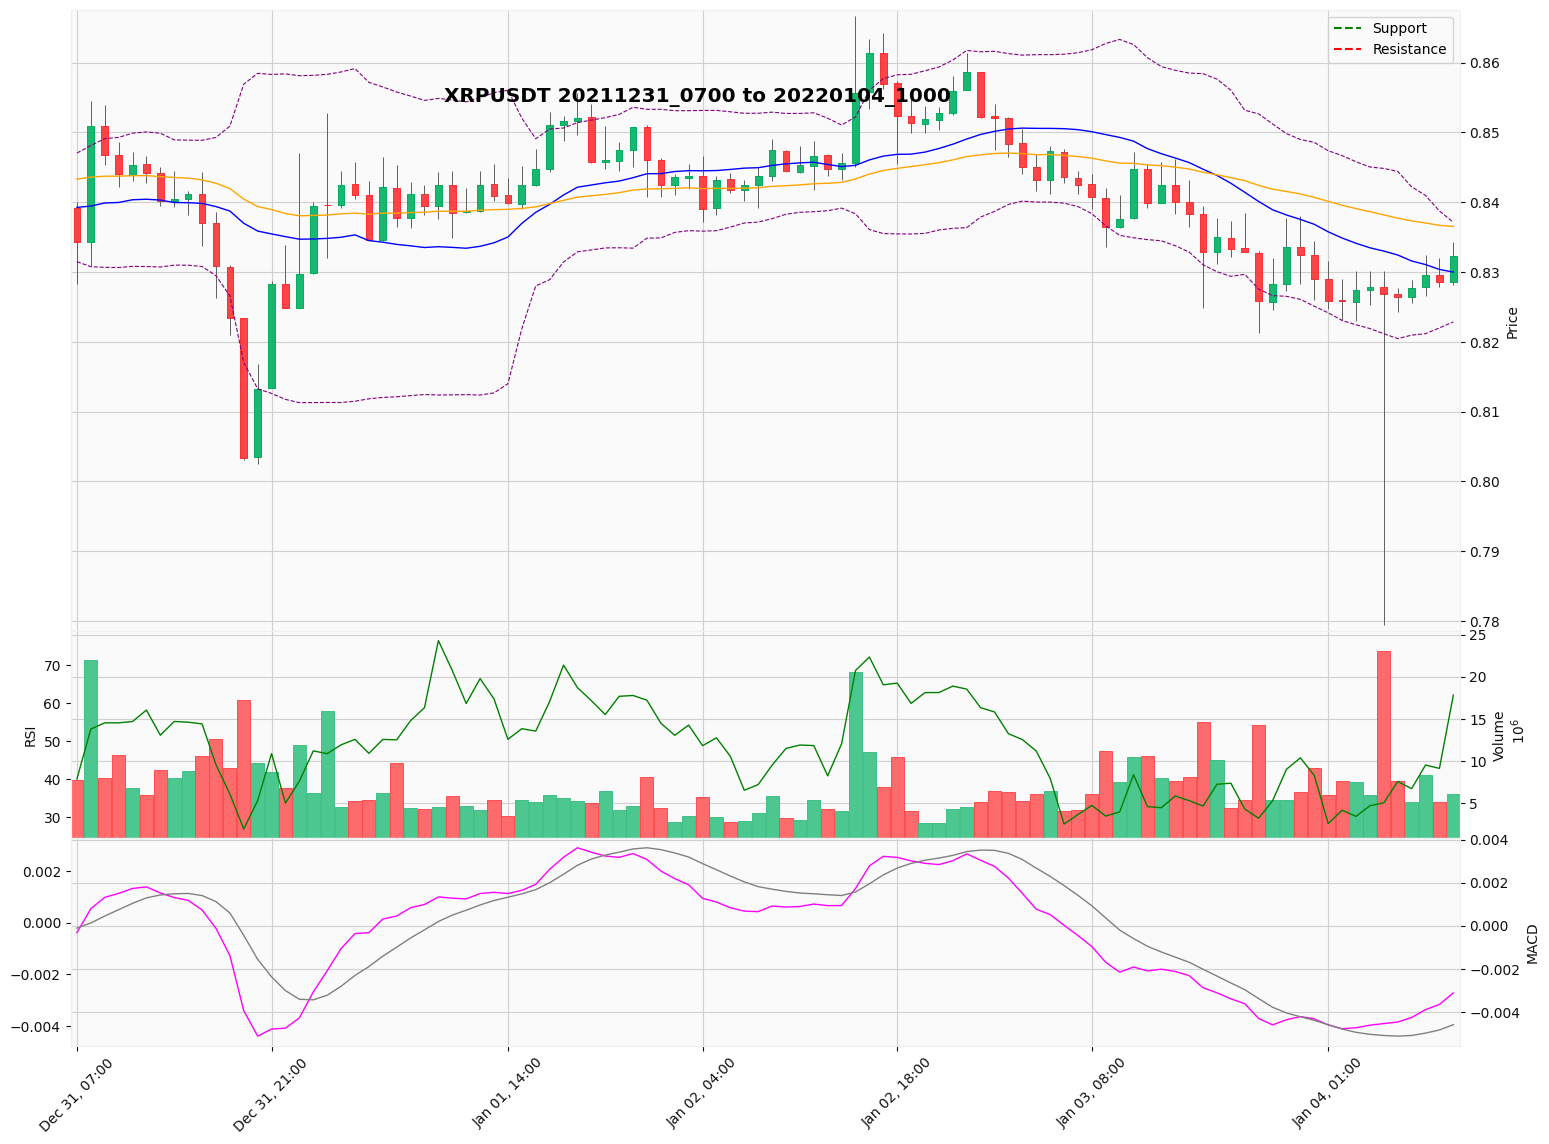 XRPUSDT 20211231_0700 to 20220104_1000
Support
Resistance
0.86
0.85
0.84
0.83
0.82
0.81
0.80
0.79
0.78
Price
70
60
50
40
30
RSI
25
20
15
10
5
Volume
10^6
0.002
0.000
−0.002
−0.004
0.004
0.002
0.000
−0.002
−0.004
MACD
Dec 31, 07:00
Dec 31, 21:00
Jan 01, 14:00
Jan 02, 04:00
Jan 02, 18:00
Jan 03, 08:00
Jan 04, 01:00